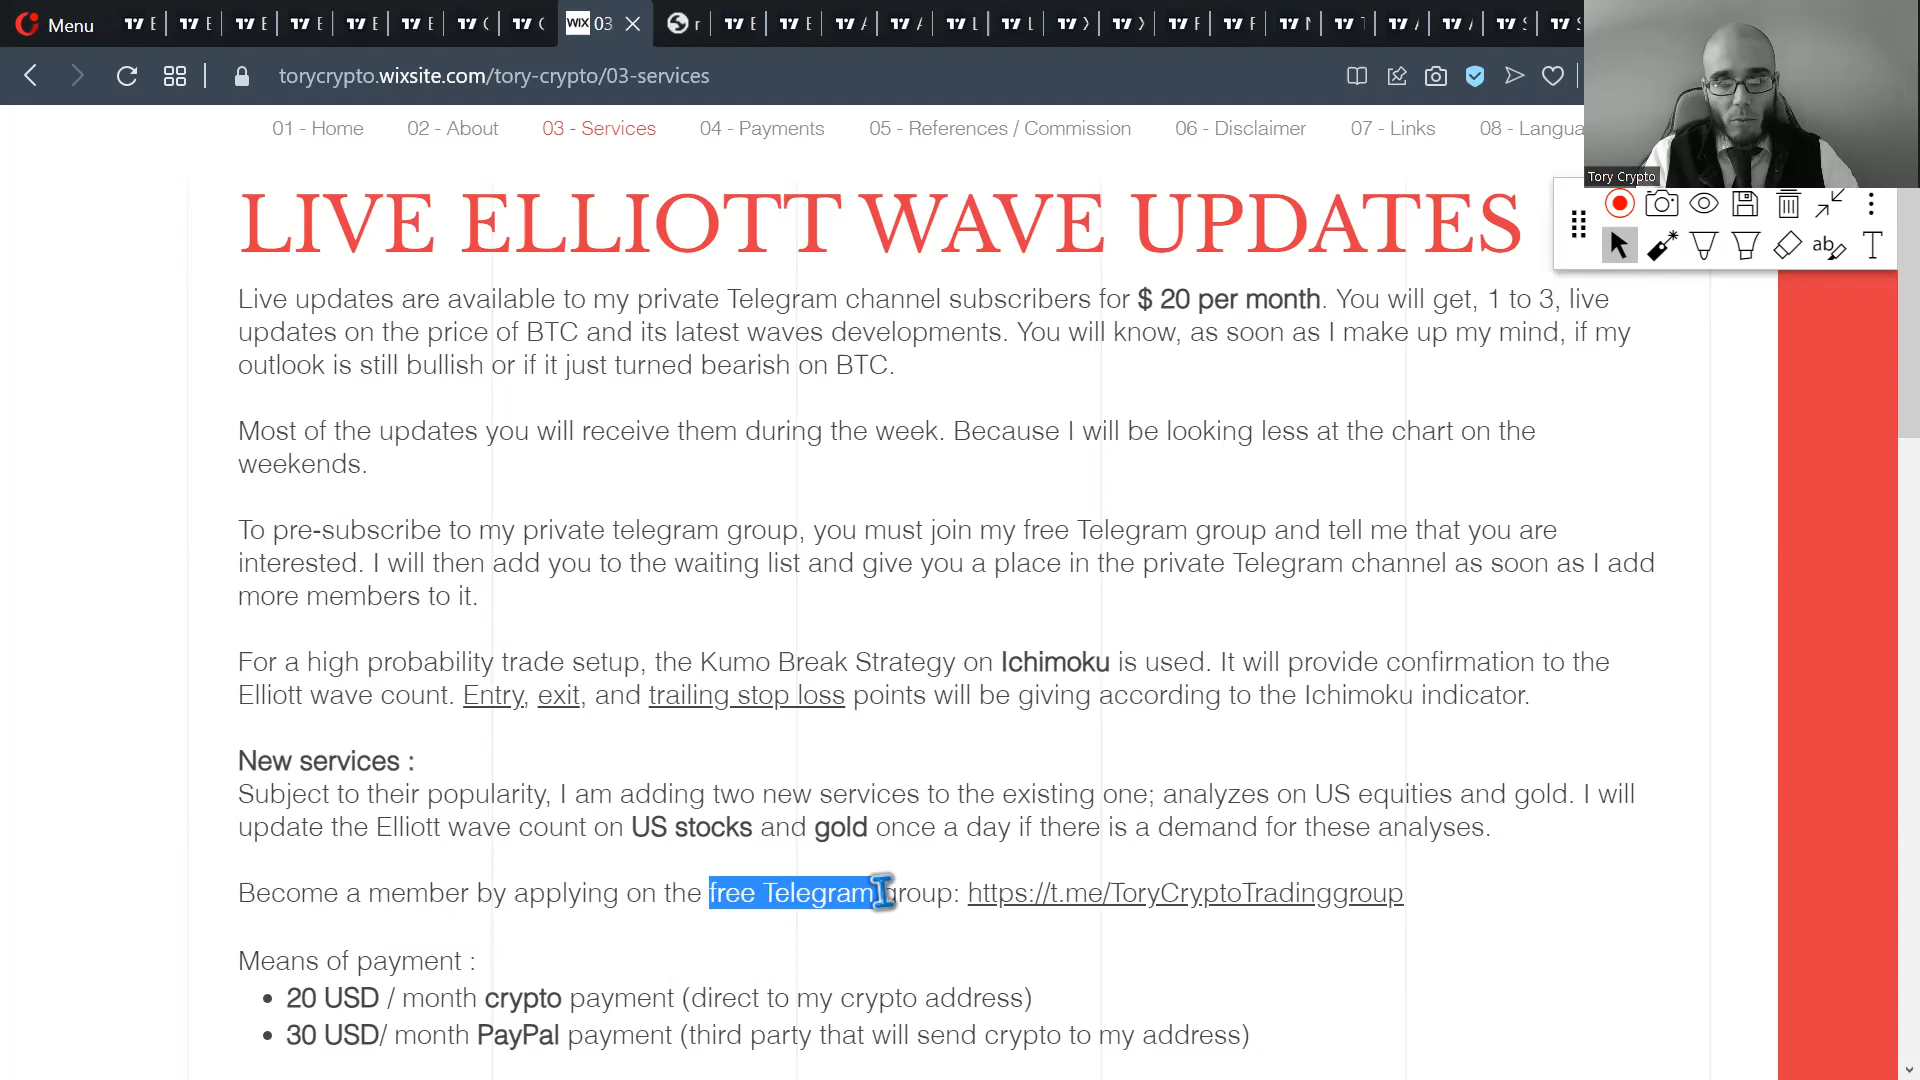 Menu
03
torycrypto.wixsite.com/tory-crypto/03-services
01 - Home 02 - About 03 - Services 04 - Payments 05 - References / Commission 06 - Disclaimer 07 - Links 08 - Langua
Tory Crypto
LIVE ELLIOTT WAVE UPDATES
Live updates are available to my private Telegram channel subscribers for $ 20 per month. You will get, 1 to 3, live
updates on the price of BTC and its latest waves developments. You will know, as soon as I make up my mind, if my
outlook is still bullish or if it just turned bearish on BTC.
Most of the updates you will receive them during the week. Because I will be looking less at the chart on the
weekends.
To pre-subscribe to my private telegram group, you must join my free Telegram group and tell me that you are
interested. I will then add you to the waiting list and give you a place in the private Telegram channel as soon as I add
more members to it.
For a high probability trade setup, the Kumo Break Strategy on Ichimoku is used. It will provide confirmation to the
Elliott wave count. Entry, exit, and trailing stop loss points will be giving according to the Ichimoku indicator.
New services :
Subject to their popularity, I am adding two new services to the existing one; analyzes on US equities and gold. I will
update the Elliott wave count on US stocks and gold once a day if there is a demand for these analyses.
Become a member by applying on the free Telegram group: https://t.me/ToryCryptoTradinggroup
Means of payment :
• 20 USD / month crypto payment (direct to my crypto address)
• 30 USD/ month PayPal payment (third party that will send crypto to my address)